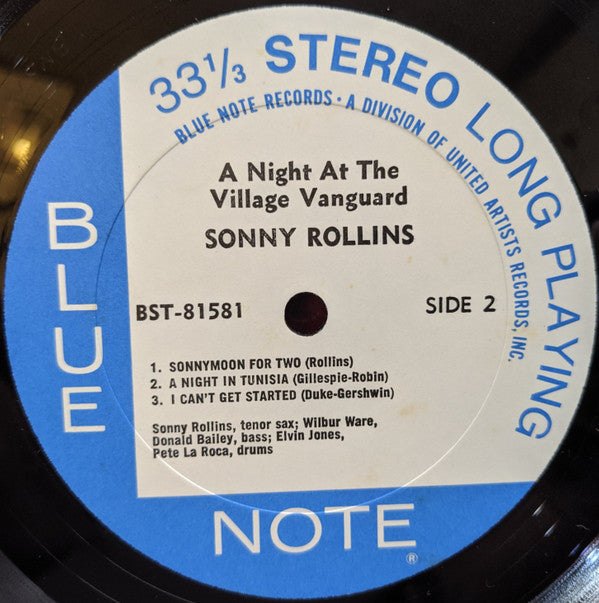 33⅓ STEREO LONG PLAYING
BLUE NOTE RECORDS · A DIVISION OF UNITED ARTISTS RECORDS, INC.
A Night At The
Village Vanguard
SONNY ROLLINS
BST-81581
SIDE 2
1. SONNYMOON FOR TWO (Rollins)
2. A NIGHT IN TUNISIA (Gillespie-Robin)
3. I CAN'T GET STARTED (Duke-Gershwin)
Sonny Rollins, tenor sax; Wilbur Ware,
Donald Bailey, bass; Elvin Jones,
Pete La Roca, drums
BLUE
NOTE
®